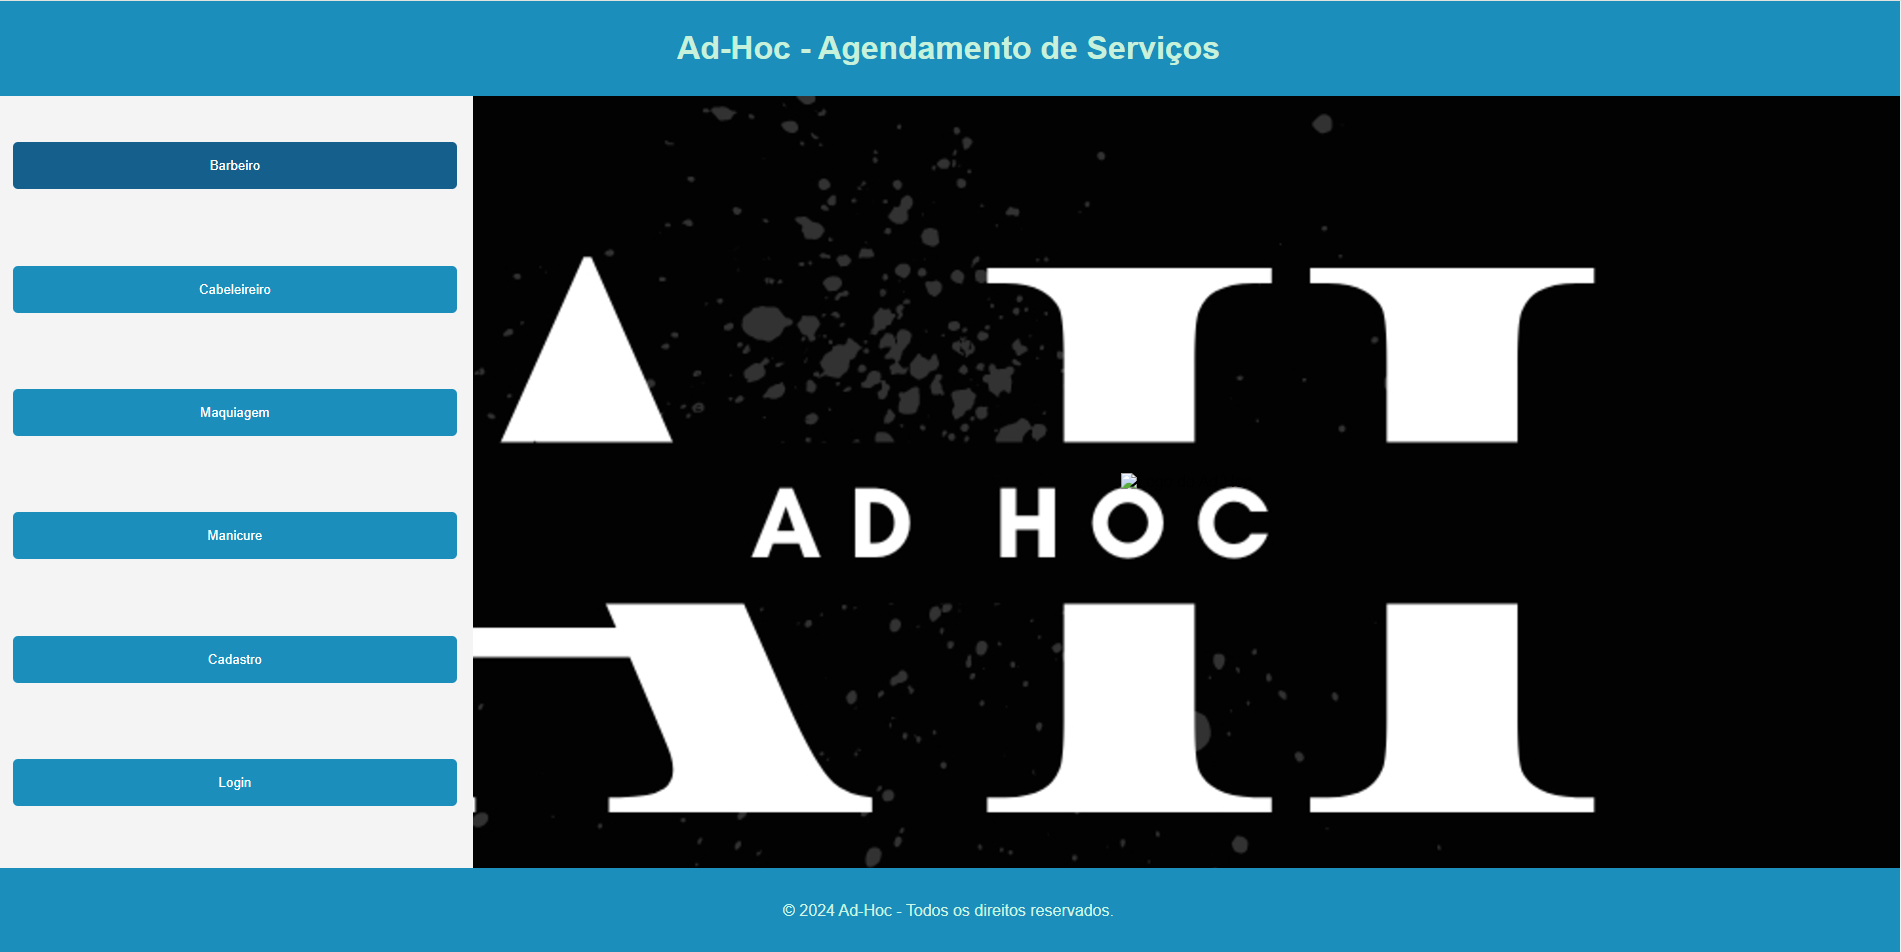 Ad-Hoc - Agendamento de Serviços
Barbeiro
Cabeleireiro
Maquiagem
Manicure
Cadastro
Login
AH
AD HOC
© 2024 Ad-Hoc - Todos os direitos reservados.